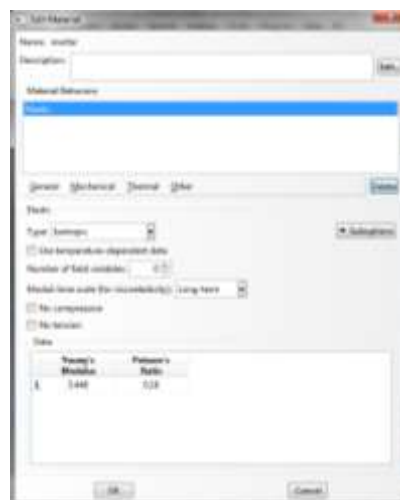 Edit Material
Name: mortar
Description:
Edit...
Material Behaviors
Elastic
General Mechanical Thermal Other
Delete
Elastic
Type: Isotropic
Suboptions
Use temperature-dependent data
Number of field variables: 0
Moduli time scale (for viscoelasticity): Long-term
No compression
No tension
Data
Young's Modulus
Poisson's Ratio
1
OK
Cancel